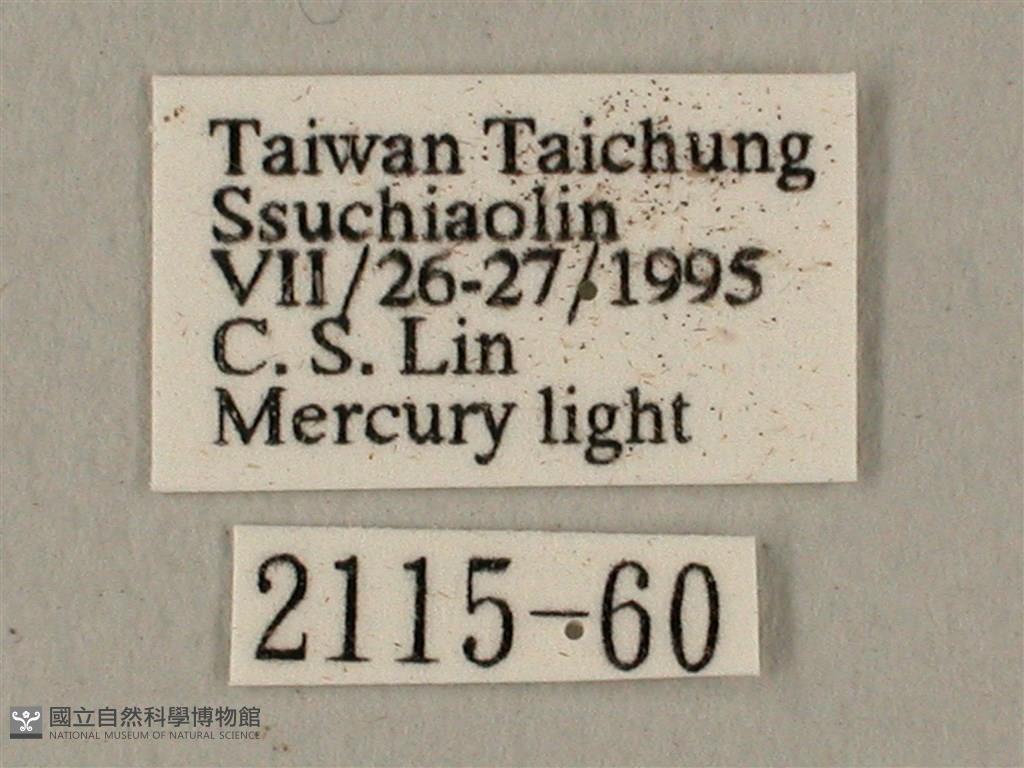 Taiwan Taichung
Ssuchiaolin
VII/26-27/1995
C. S. Lin
Mercury light
2115-60
國立自然科學博物館
NATIONAL MUSEUM OF NATURAL SCIENCE